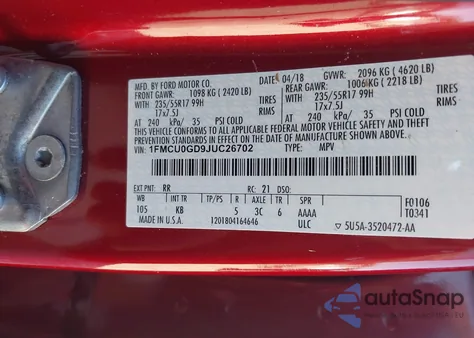 MFD. BY FORD MOTOR CO. DATE: 04/18 GVWR: 2096 KG ( 4620 LB)
FRONT GAWR: 1098 KG ( 2420 LB) REAR GAWR: 1006 KG ( 2218 LB)
235/55R17 99H TIRES 235/55R17 99H TIRES
17x7.5J RIMS 17x7.5J RIMS
AT 240 kPa/ 35 PSI COLD AT 240 kPa/ 35 PSI COLD
THIS VEHICLE CONFORMS TO ALL APPLICABLE FEDERAL MOTOR VEHICLE SAFETY AND THEFT PREVENTION STANDARDS IN EFFECT ON THE DATE OF
MANUFACTURE SHOWN ABOVE.
VIN: 1FMCU0GD9JUC26702 TYPE: MPV
EXT PNT: RR RC: 21 DSO:
WB INT TR TP/PS R AXLE TR SPR F0106
105 KB 5 3C 6 AAAA T0341
MADE IN U.S.A. 1201804164646 ULC 5U5A-3520472-AA
autoSnap